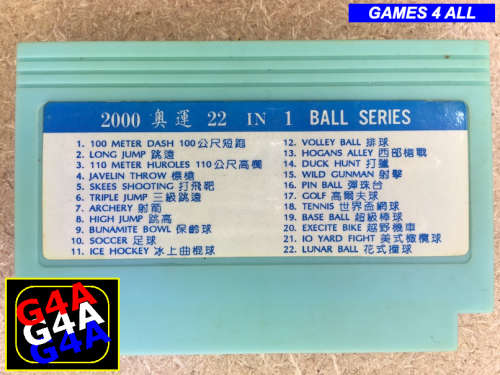 GAMES 4 ALL
2000 奥運 22 IN 1 BALL SERIES
1. 100 METER DASH 100公尺短跑
2. LONG JUMP 跳遠
3. 110 METER HUROLES 110公尺高欄
4. JAVELIN THROW 標槍
5. SKEES SHOOTING 打飛靶
6. TRIPLE JUMP 三級跳遠
7. ARCHERY 射箭
8. HIGH JUMP 跳高
9. BUNAMITE BOWL 保齡球
10. SOCCER 足球
11. ICE HOCKEY 冰上曲棍球
12. VOLLEY BALL 排球
13. HOGANS ALLEY 西部槍戰
14. DUCK HUNT 打獵
15. WILD GUNMAN 射擊
16. PIN BALL 彈珠台
17. GOLF 高爾夫球
18. TENNIS 世界盃網球
19. BASE BALL 超級棒球
20. EXECITE BIKE 越野機車
21. IO YARD FIGHT 美式橄欖球
22. LUNAR BALL 花式撞球
G4A
G4A
G4A